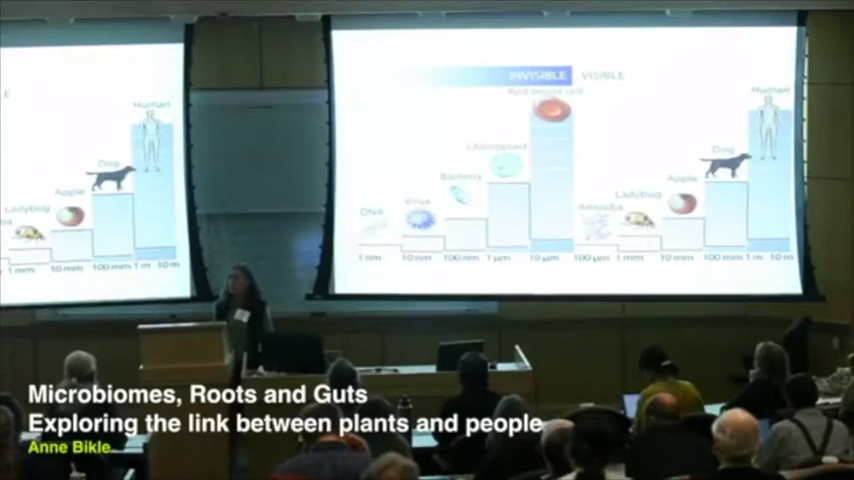 INVISIBLE VISIBLE
Human
Human
Red blood cell
Dog
Dog
Chloroplast
Apple
Bacteria
Apple
Ladybug
Virus
Ladybug
DNA
Amoeba
1 mm 10 mm 100 mm 1 m 10 m
1 nm 10 nm 100 nm 1 µm 10 µm 100 µm 1 mm 10 mm 100 mm 1 m 10 m
Microbiomes, Roots and Guts
Exploring the link between plants and people
Anne Bikle